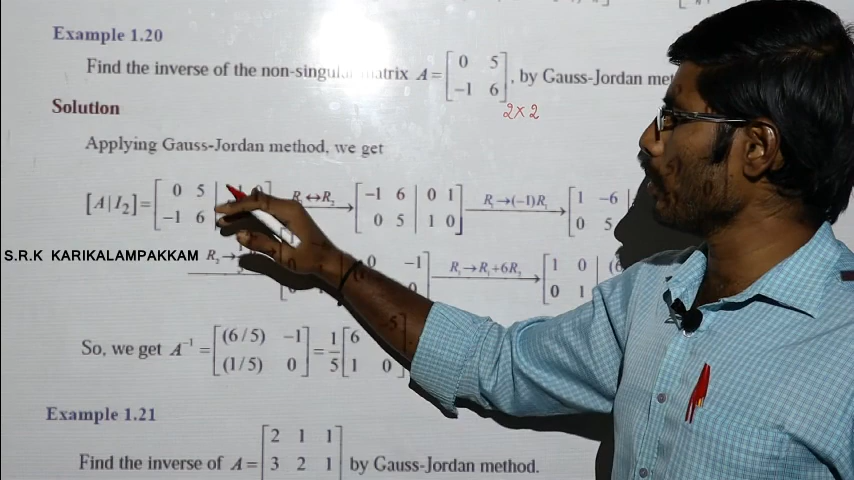 Example 1.20
Find the inverse of the non-singular matrix A = [0 5; −1 6], by Gauss-Jordan
2×2
Solution
Applying Gauss-Jordan method, we get
[A | I₂] = [0 5 | 1 0; −1 6 | R₁↔R₂ → [−1 6 | 0 1; 0 5 | 1 0] R₁→(−1)R₁ → [1 −6 | ; 0 5 |
S.R.K KARIKALAMPAKKAM
R₂→ 0 −1] R₁→R₁+6R₂ → [1 0 | (6; 0 1 |
So, we get A⁻¹ = [(6/5) −1; (1/5) 0] = 1/5 [6 −5; 1 0]
Example 1.21
Find the inverse of A = [2 1 1; 3 2 1 by Gauss-Jordan method.